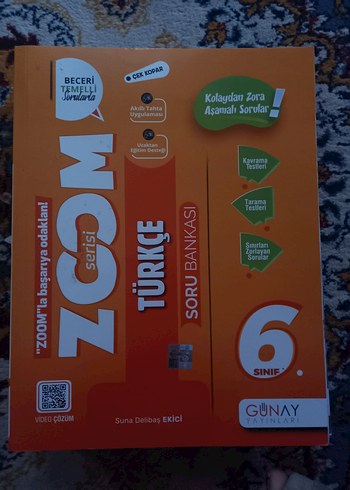 BECERİ
TEMELLİ
Sorularla
ÇEK KOPAR
Akıllı Tahta
Uygulaması
Uzaktan
Eğitim Desteği
Kolaydan Zora
Aşamalı Sorular!
"ZOOM"la başarıya odaklan!
ZOOM
serisi
TÜRKÇE
SORU BANKASI
Kavrama
Testleri
Tarama
Testleri
Sınırları
Zorlayan
Sorular
6.
SINIF
VIDEO ÇÖZÜM
Suna Delibaş EKİCİ
GÜNAY
YAYINLARI